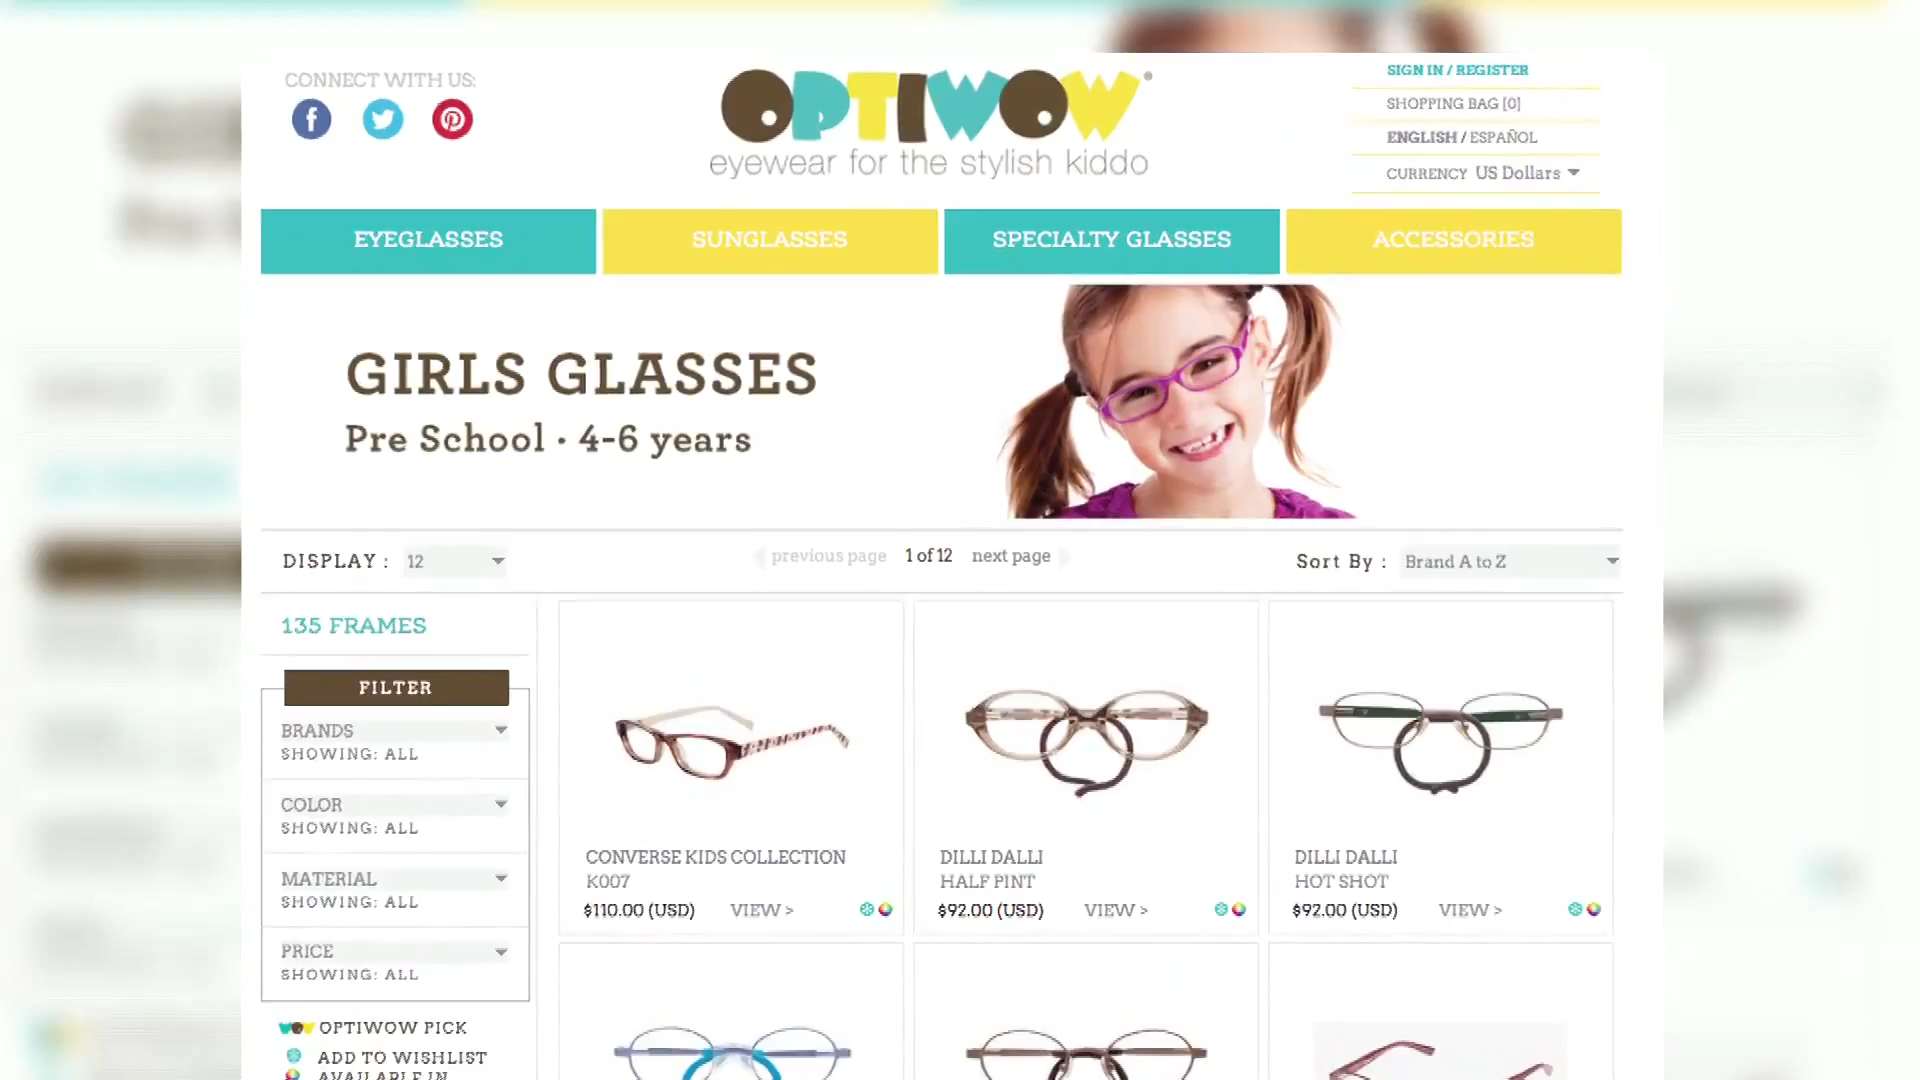 CONNECT WITH US:
OPTIWOW®
eyewear for the stylish kiddo
SIGN IN / REGISTER
SHOPPING BAG [0]
ENGLISH / ESPAÑOL
CURRENCY US Dollars
EYEGLASSES
SUNGLASSES
SPECIALTY GLASSES
ACCESSORIES
GIRLS GLASSES
Pre School • 4-6 years
DISPLAY : 12
previous page 1 of 12 next page
Sort By : Brand A to Z
135 FRAMES
FILTER
BRANDS
SHOWING: ALL
COLOR
SHOWING: ALL
MATERIAL
SHOWING: ALL
PRICE
SHOWING: ALL
WOW OPTIWOW PICK
ADD TO WISHLIST
AVAILABLE IN
CONVERSE KIDS COLLECTION
K007
$110.00 (USD) VIEW >
DILLI DALLI
HALF PINT
$92.00 (USD) VIEW >
DILLI DALLI
HOT SHOT
$92.00 (USD) VIEW >